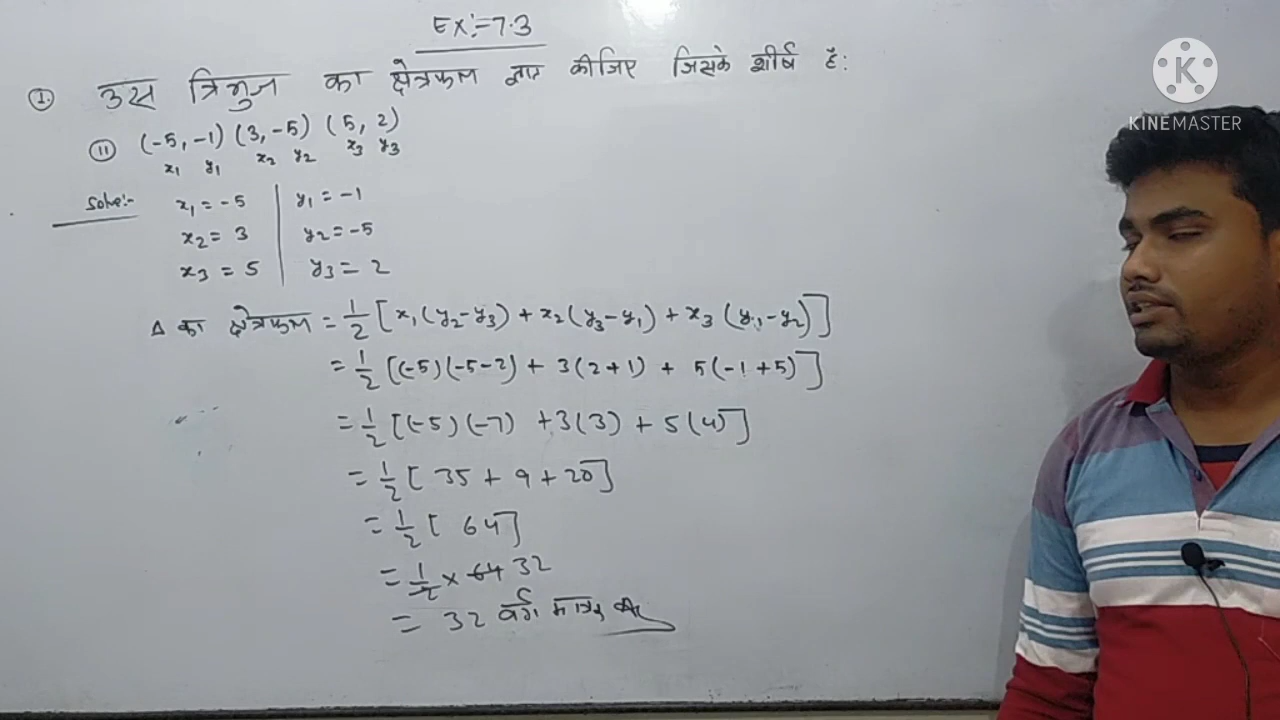 Ex:-7.3
①. उस त्रिभुज का क्षेत्रफल ज्ञात कीजिए जिसके शीर्ष हैं:
K
KINEMASTER
⑪ (-5, -1) (3, -5) (5, 2)
x₁ y₁ x₂ y₂ x₃ y₃
Solve:- x₁ = -5 | y₁ = -1
x₂ = 3 | y₂ = -5
x₃ = 5 | y₃ = 2
Δ का क्षेत्रफल = 1/2 [x₁(y₂-y₃) + x₂(y₃-y₁) + x₃(y₁-y₂)]
= 1/2 [(-5)(-5-2) + 3(2+1) + 5(-1+5)]
= 1/2 [(-5)(-7) + 3(3) + 5(4)]
= 1/2 [35 + 9 + 20]
= 1/2 [64]
= 1/2 × 64 32
= 32 वर्ग मात्रक